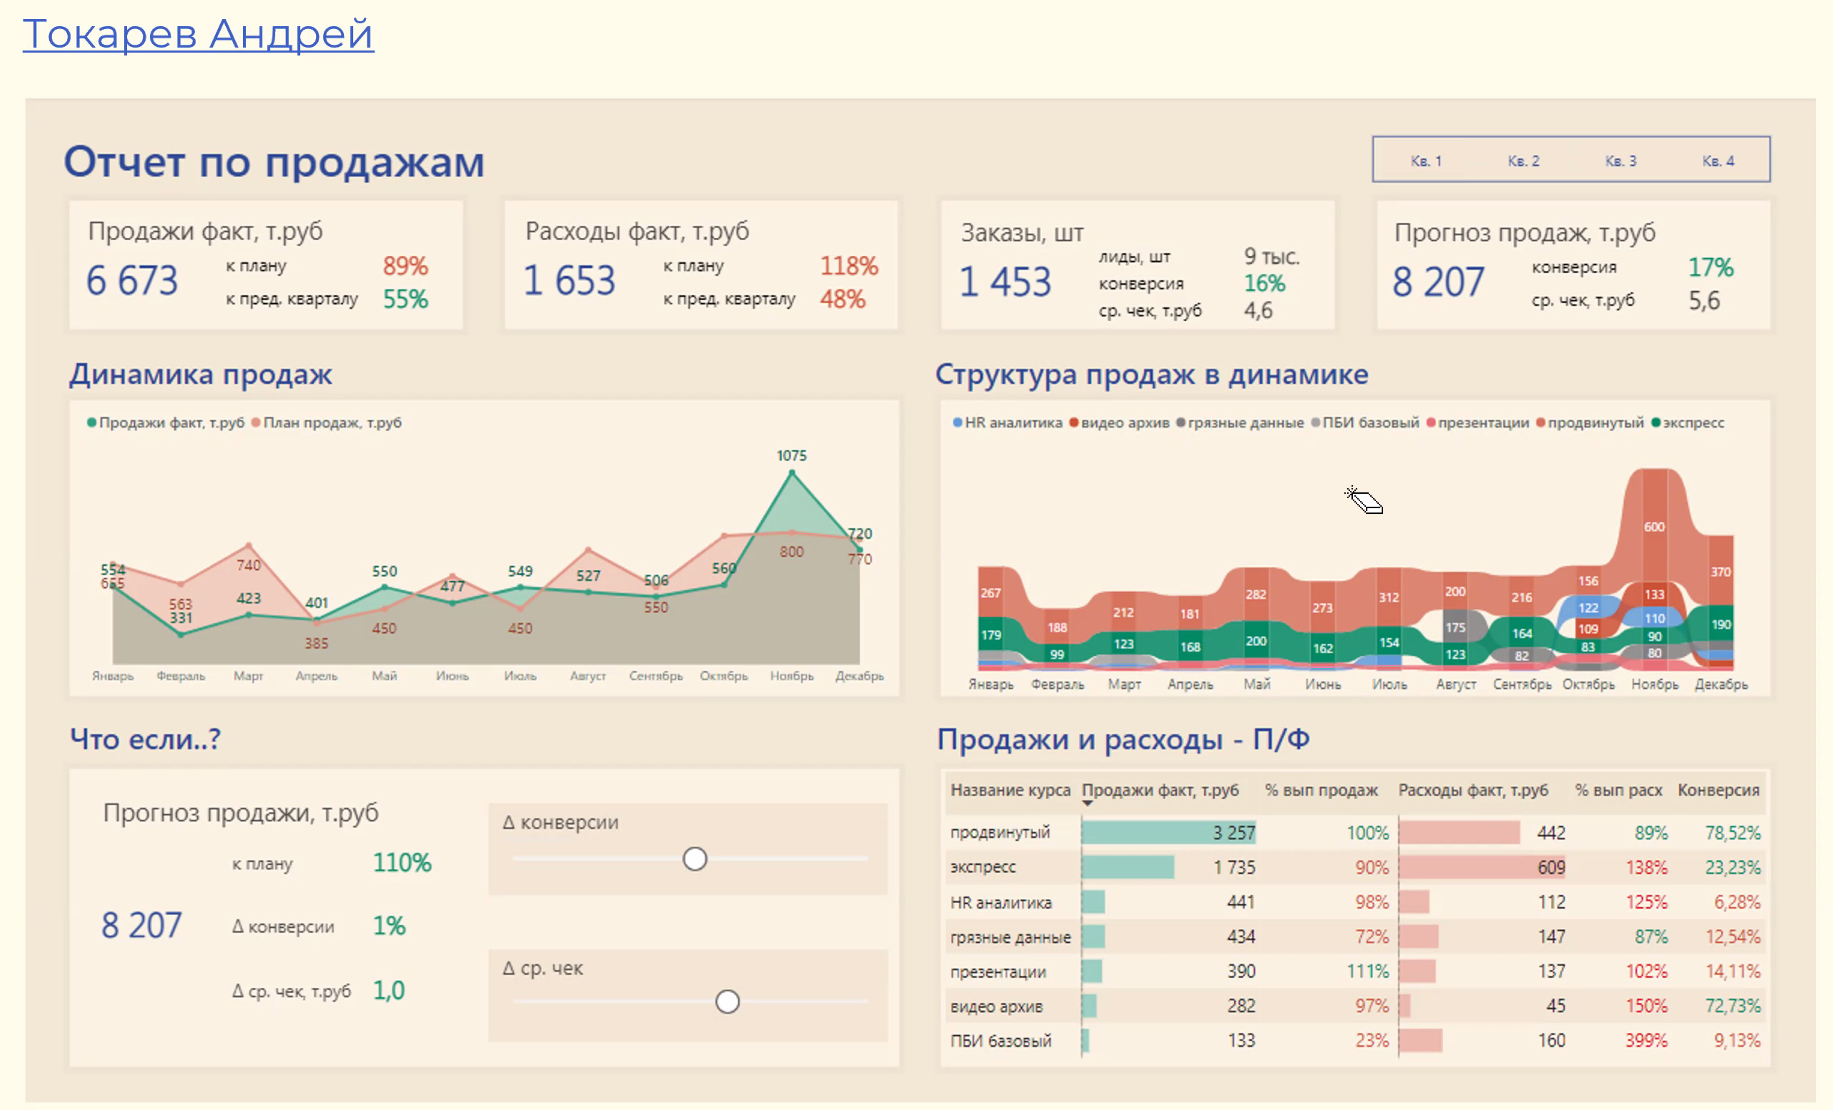 Токарев Андрей
Отчет по продажам
Кв. 1 Кв. 2 Кв. 3 Кв. 4
Продажи факт, т.руб
6 673
к плану 89%
к пред. кварталу 55%
Расходы факт, т.руб
1 653
к плану 118%
к пред. кварталу 48%
Заказы, шт
1 453
лиды, шт 9 тыс.
конверсия 16%
ср. чек, т.руб 4,6
Прогноз продаж, т.руб
8 207
конверсия 17%
ср. чек, т.руб 5,6
Динамика продаж
Продажи факт, т.руб План продаж, т.руб
1075
554 655 563 331 740 423 401 385 550 450 477 549 450 527 506 550 560 800 720 770
Январь Февраль Март Апрель Май Июнь Июль Август Сентябрь Октябрь Ноябрь Декабрь
Структура продаж в динамике
HR аналитика видео архив грязные данные ПБИ базовый презентации продвинутый экспресс
267 188 212 181 282 273 312 200 216 156 600 370
179 99 123 168 200 162 154 175 123 164 82 122 109 83 133 110 90 80 190
Январь Февраль Март Апрель Май Июнь Июль Август Сентябрь Октябрь Ноябрь Декабрь
Что если..?
Прогноз продажи, т.руб
8 207
к плану 110%
Δ конверсии 1%
Δ ср. чек, т.руб 1,0
Δ конверсии
Δ ср. чек
Продажи и расходы - П/Ф
Название курса Продажи факт, т.руб % вып продаж Расходы факт, т.руб % вып расх Конверсия
продвинутый 3 257 100% 442 89% 78,52%
экспресс 1 735 90% 609 138% 23,23%
HR аналитика 441 98% 112 125% 6,28%
грязные данные 434 72% 147 87% 12,54%
презентации 390 111% 137 102% 14,11%
видео архив 282 97% 45 150% 72,73%
ПБИ базовый 133 23% 160 399% 9,13%